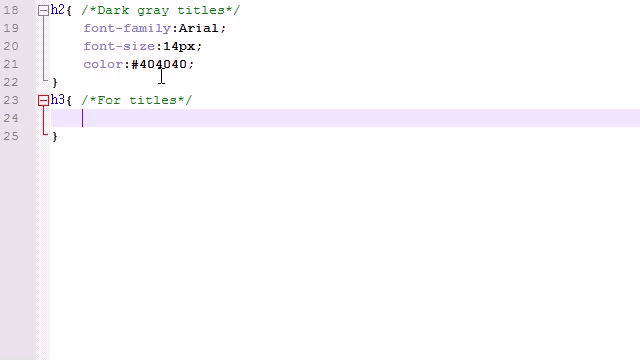 18 h2{ /*Dark gray titles*/
19 font-family:Arial;
20 font-size:14px;
21 color:#404040;
22 }
23 h3{ /*For titles*/
24
25 }